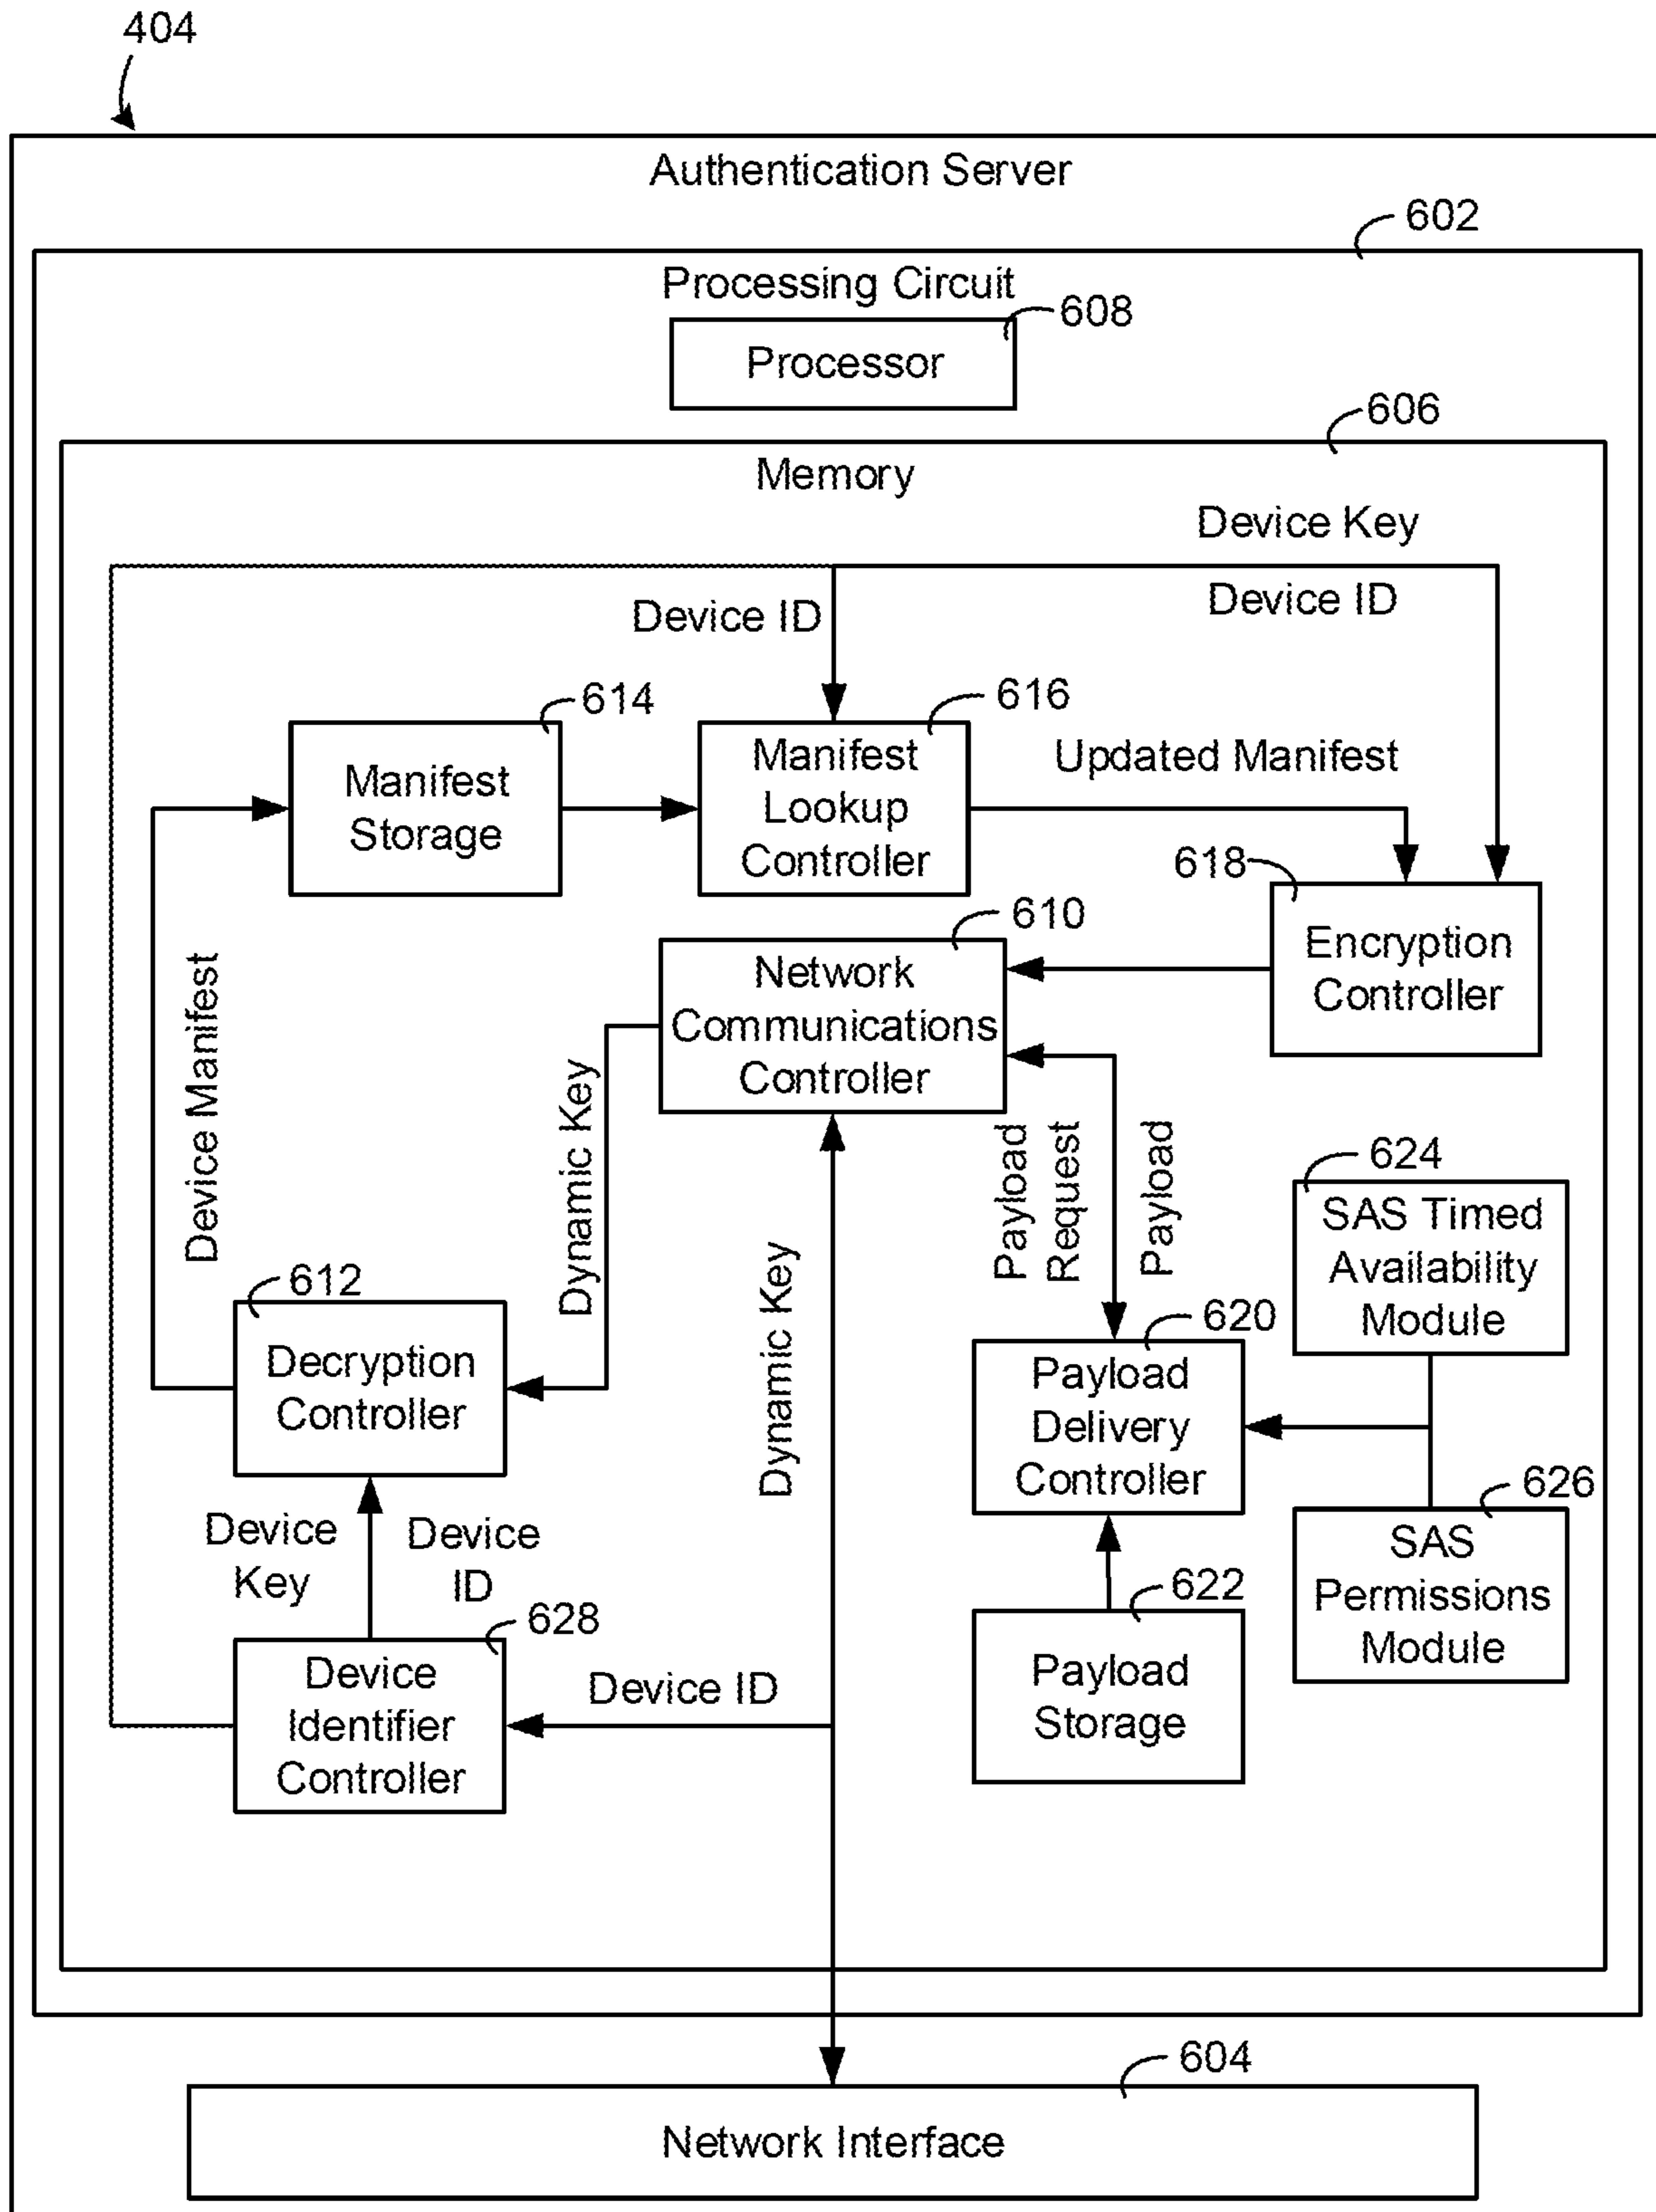 404
Authentication Server
602
Processing Circuit
608
Processor
606
Memory
Device Key
Device ID
Device ID
614
616
Manifest
Storage
Manifest
Lookup
Controller
Updated Manifest
618
610
Encryption
Controller
Network
Communications
Controller
Device Manifest
Dynamic Key
Dynamic Key
Payload
Request
Payload
624
SAS Timed
Availability
Module
612
620
Decryption
Controller
Payload
Delivery
Controller
626
SAS
Permissions
Module
Device
Key
Device
ID
628
622
Device
Identifier
Controller
Device ID
Payload
Storage
604
Network Interface